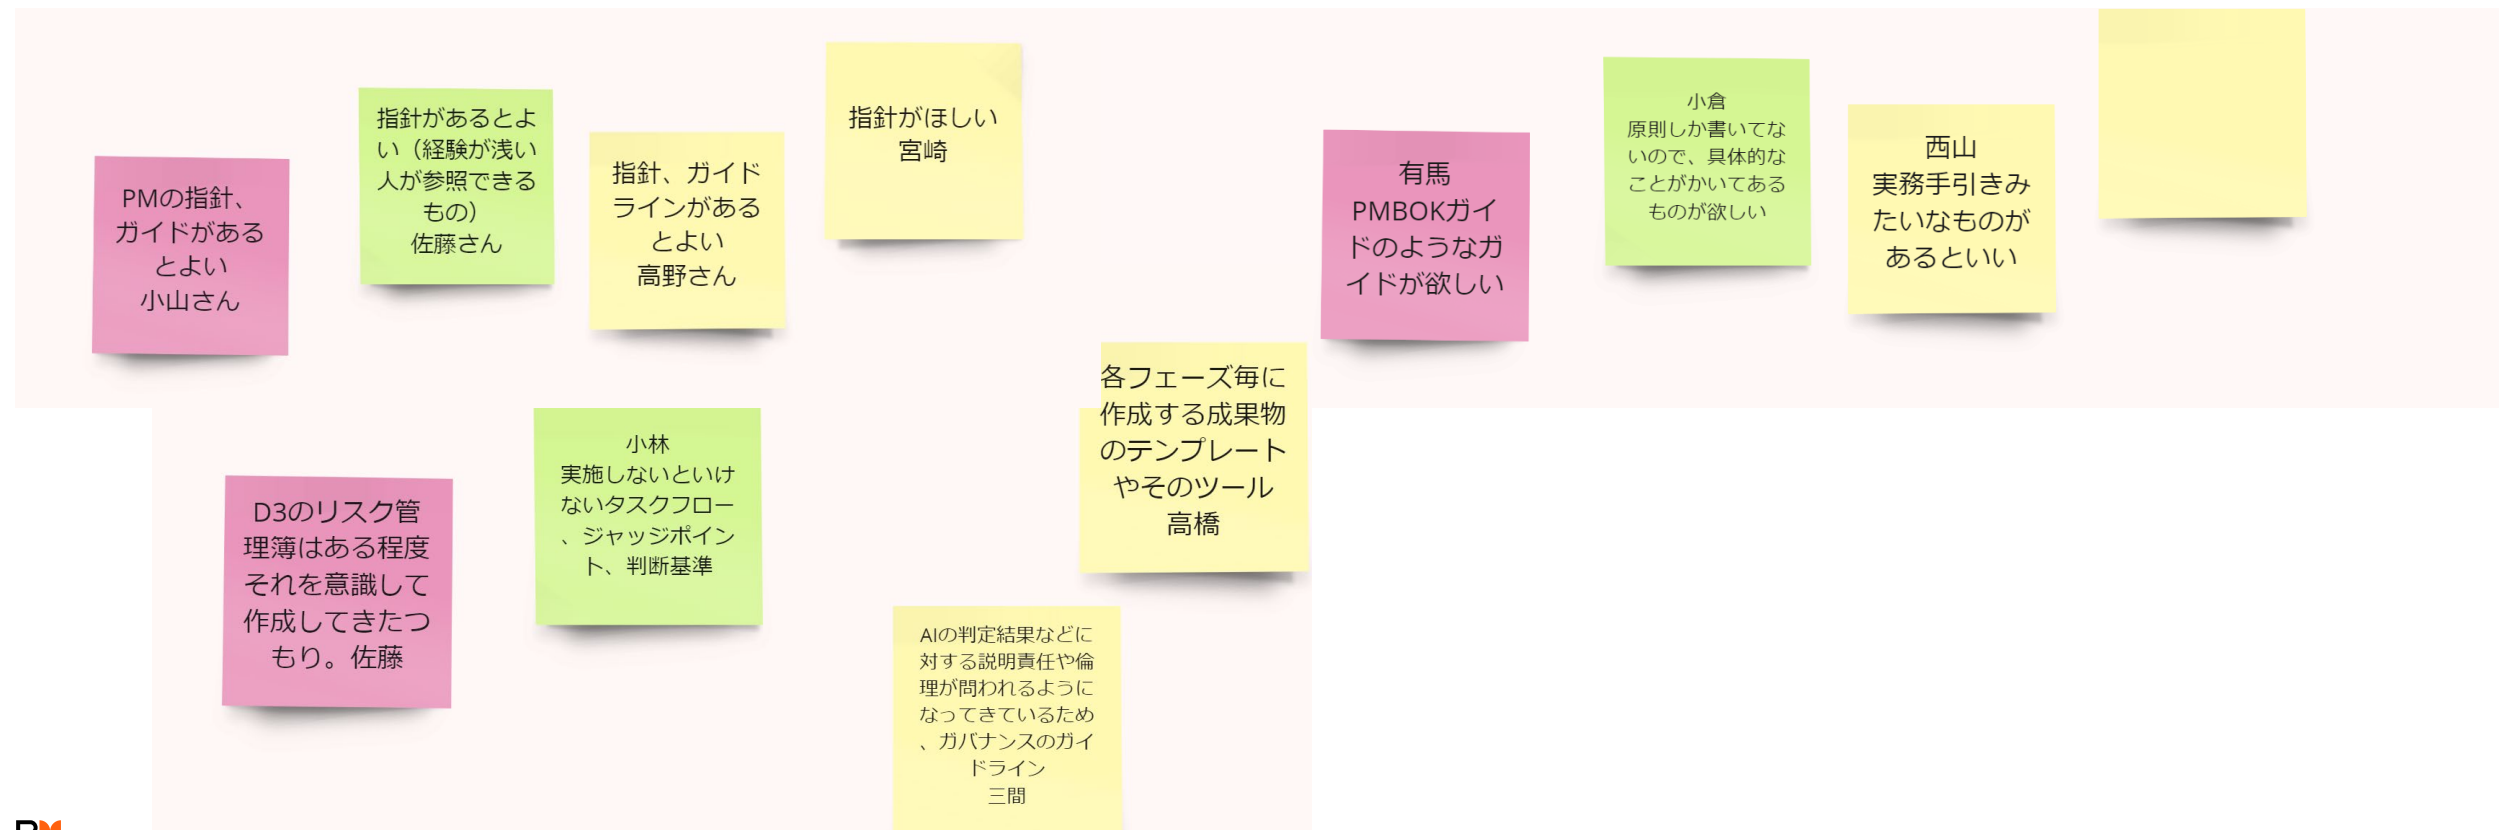 PMの指針、
ガイドがある
とよい
小山さん
指針があるとよ
い（経験が浅い
人が参照できる
もの）
佐藤さん
指針、ガイド
ラインがある
とよい
高野さん
指針がほしい
宮崎
有馬
PMBOKガイ
ドのようなガ
イドが欲しい
小倉
原則しか書いてな
いので、具体的な
ことがかいてある
ものが欲しい
西山
実務手引きみ
たいなものが
あるといい
D3のリスク管
理簿はある程度
それを意識して
作成してきたつ
もり。佐藤
小林
実施しないといけ
ないタスクフロー
、ジャッジポイン
ト、判断基準
各フェーズ毎に
作成する成果物
のテンプレート
やそのツール
高橋
AIの判定結果などに
対する説明責任や倫
理が問われるように
なってきているため
、ガバナンスのガイ
ドライン
三間